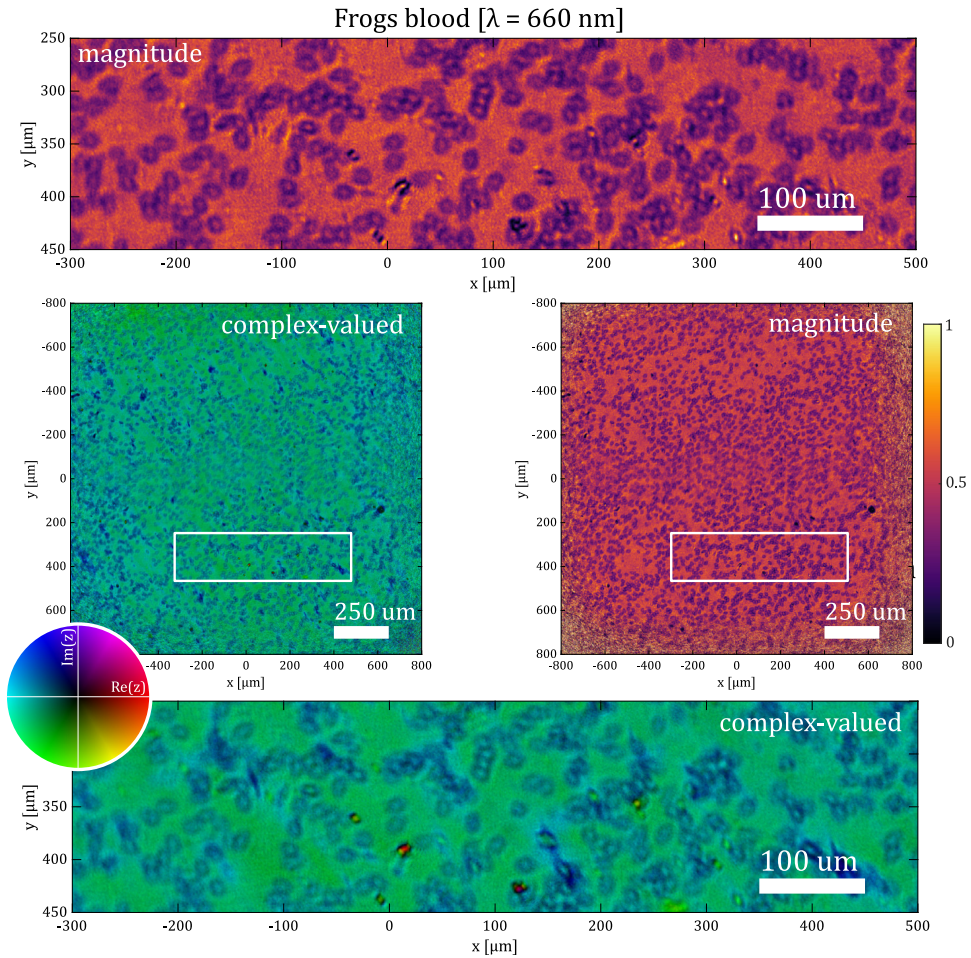 Frogs blood [λ = 660 nm]
magnitude
250
300
350
400
450
y [μm]
100 um
-300 -200 -100 0 100 200 300 400 500
x [μm]
complex-valued
-800
-600
-400
-200
0
200
400
600
y [μm]
250 um
-400 -200 0 200 400 600 800
x [μm]
magnitude
-800
-600
-400
-200
0
200
400
600
800
y [μm]
250 um
-800 -600 -400 -200 0 200 400 600 800
x [μm]
1
0.5
0
Im(z)
Re(z)
complex-valued
350
400
450
y [μm]
100 um
-300 -200 -100 0 100 200 300 400 500
x [μm]